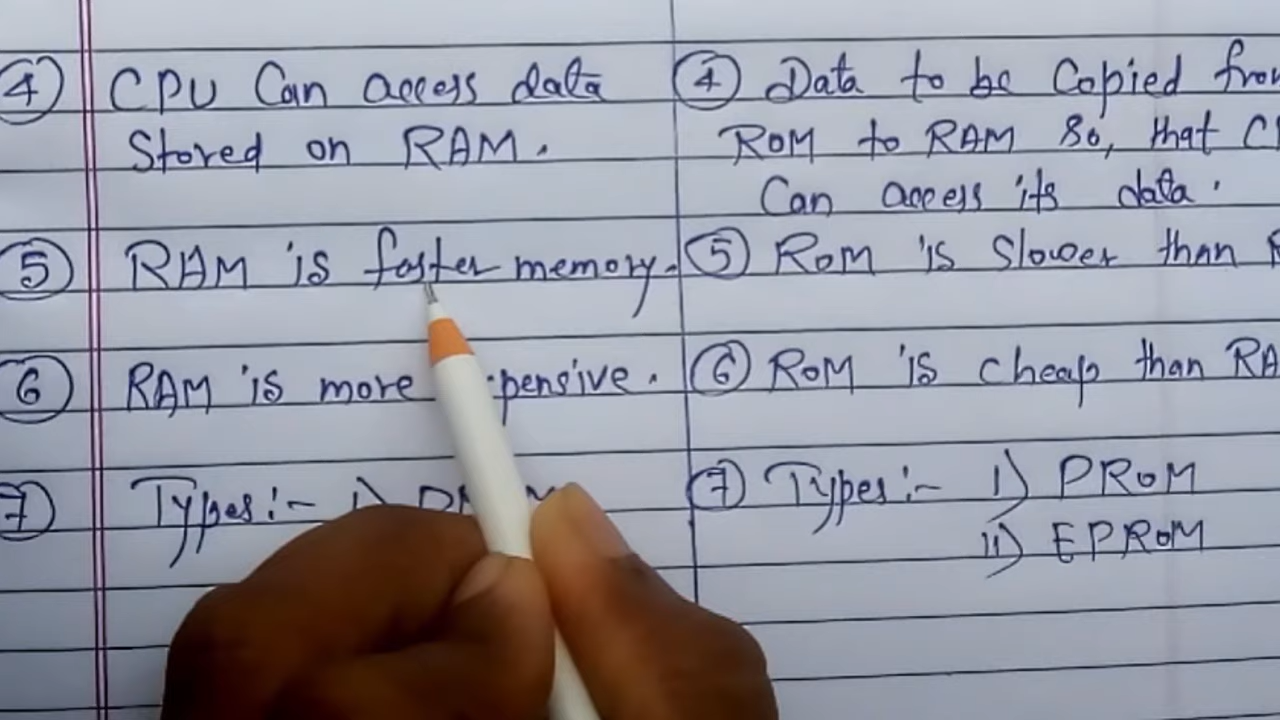 ④ CPU Can access data
Stored on RAM.
⑤ RAM is faster memory.
⑥ RAM is more
⑦ Types:- i)
④ Data to be Copied
ROM to RAM So, that
Can access its data.
⑤ ROM is Slower than
⑥ ROM is cheap than
⑦ Types:- i) PROM
ii) EPROM